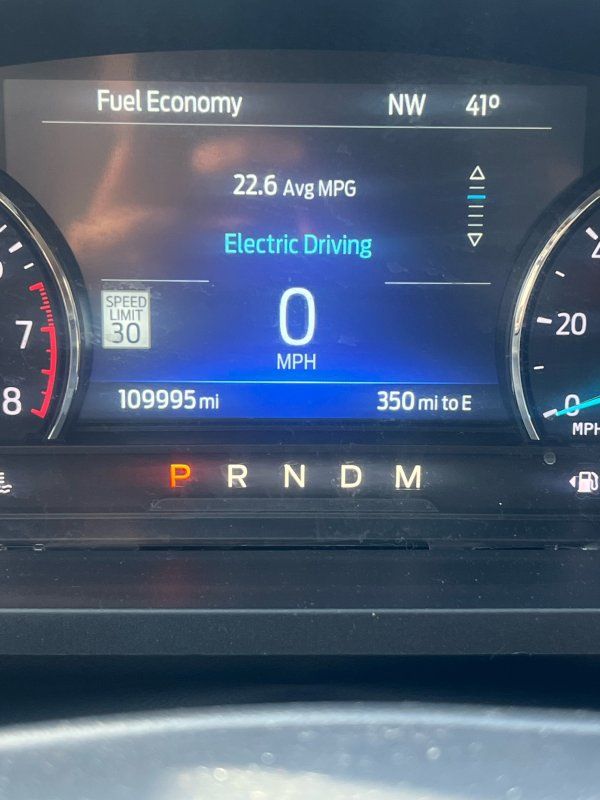 Fuel Economy NW 41°
22.6 Avg MPG
Electric Driving
SPEED
LIMIT
30
0
MPH
7
8
20
0
MPH
109995 mi 350 mi to E
P R N D M